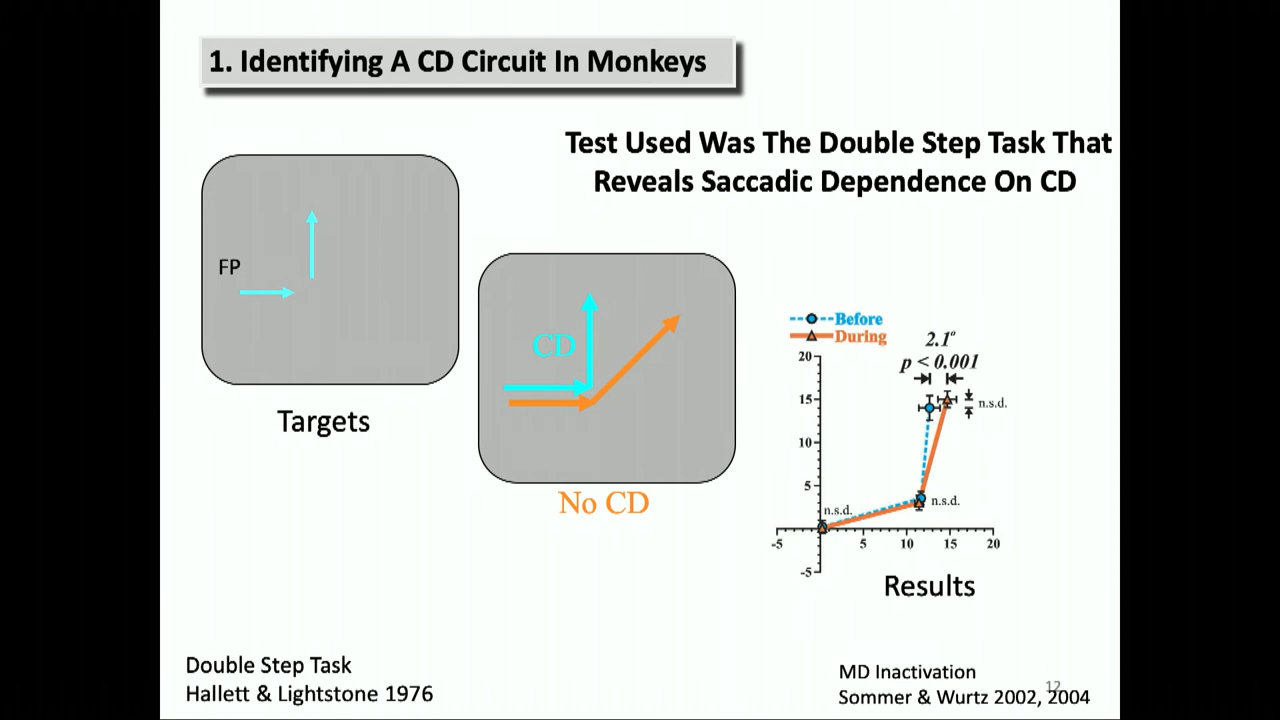 1. Identifying A CD Circuit In Monkeys
Test Used Was The Double Step Task That
Reveals Saccadic Dependence On CD
FP
Targets
CD
No CD
Before
During
2.1°
p < 0.001
20
15
10
5
-5
-5
5
10
15
20
n.s.d.
n.s.d.
n.s.d.
Results
Double Step Task
Hallett & Lightstone 1976
MD Inactivation
Sommer & Wurtz 2002, 2004
12